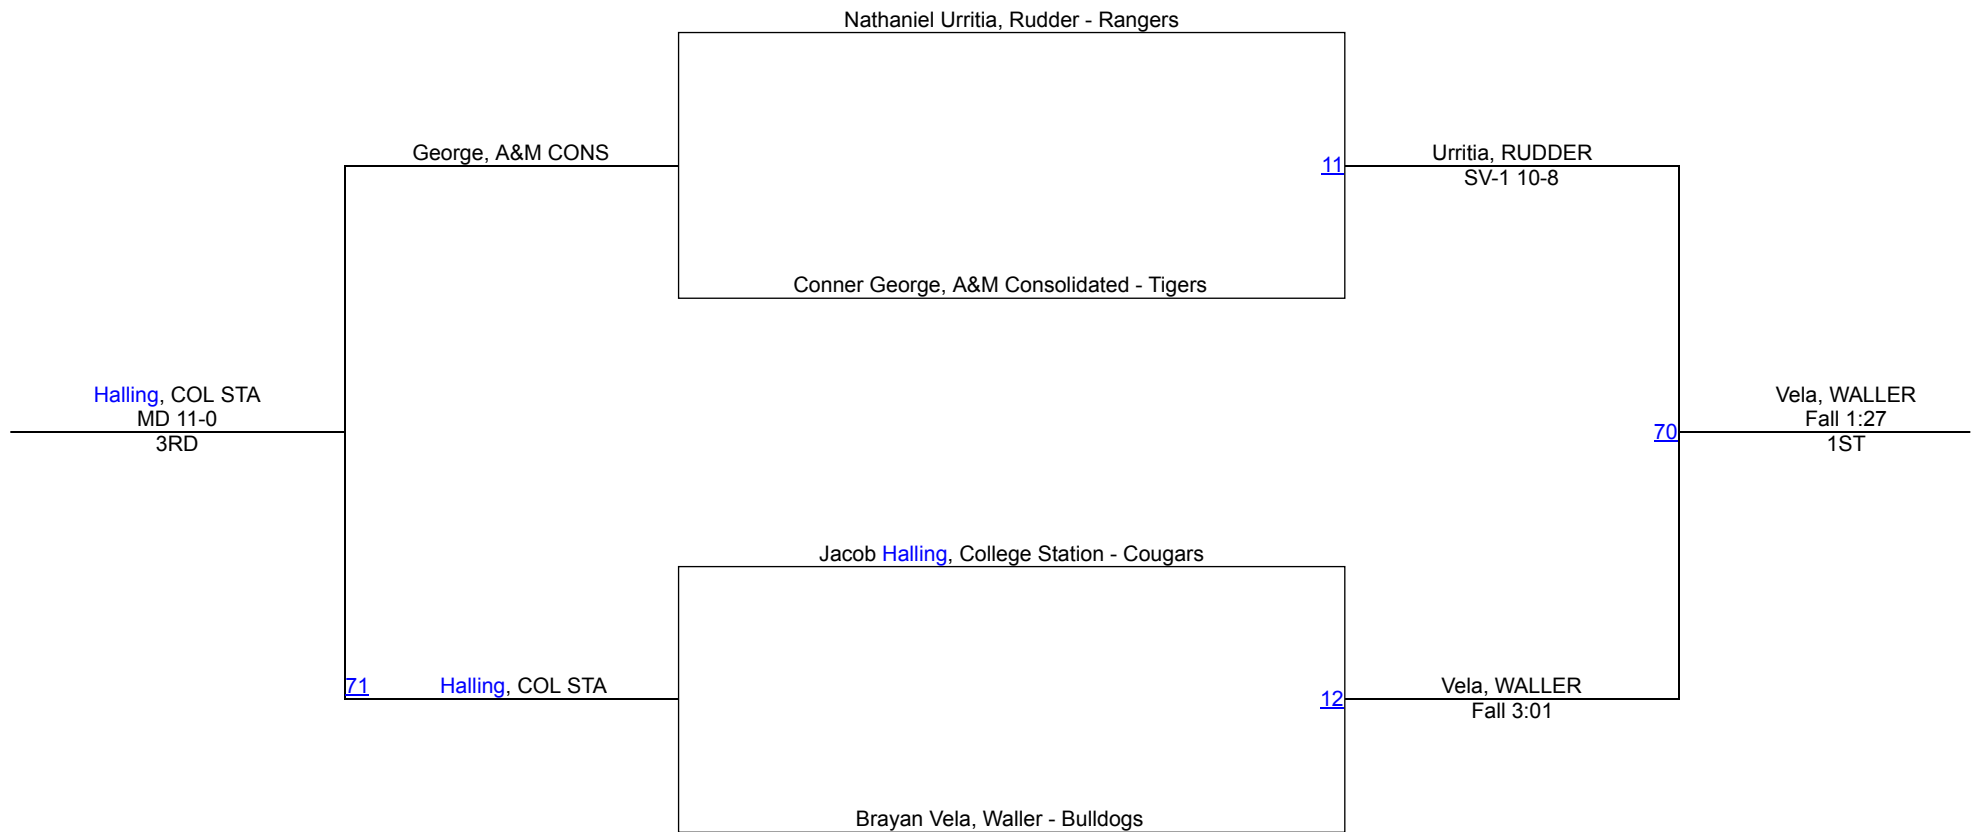 Nathaniel Urritia, Rudder - Rangers
George, A&M CONS
11
Urritia, RUDDER
SV-1 10-8
Conner George, A&M Consolidated - Tigers
Halling, COL STA
MD 11-0
3RD
70
Vela, WALLER
Fall 1:27
1ST
Jacob Halling, College Station - Cougars
71
Halling, COL STA
12
Vela, WALLER
Fall 3:01
Brayan Vela, Waller - Bulldogs